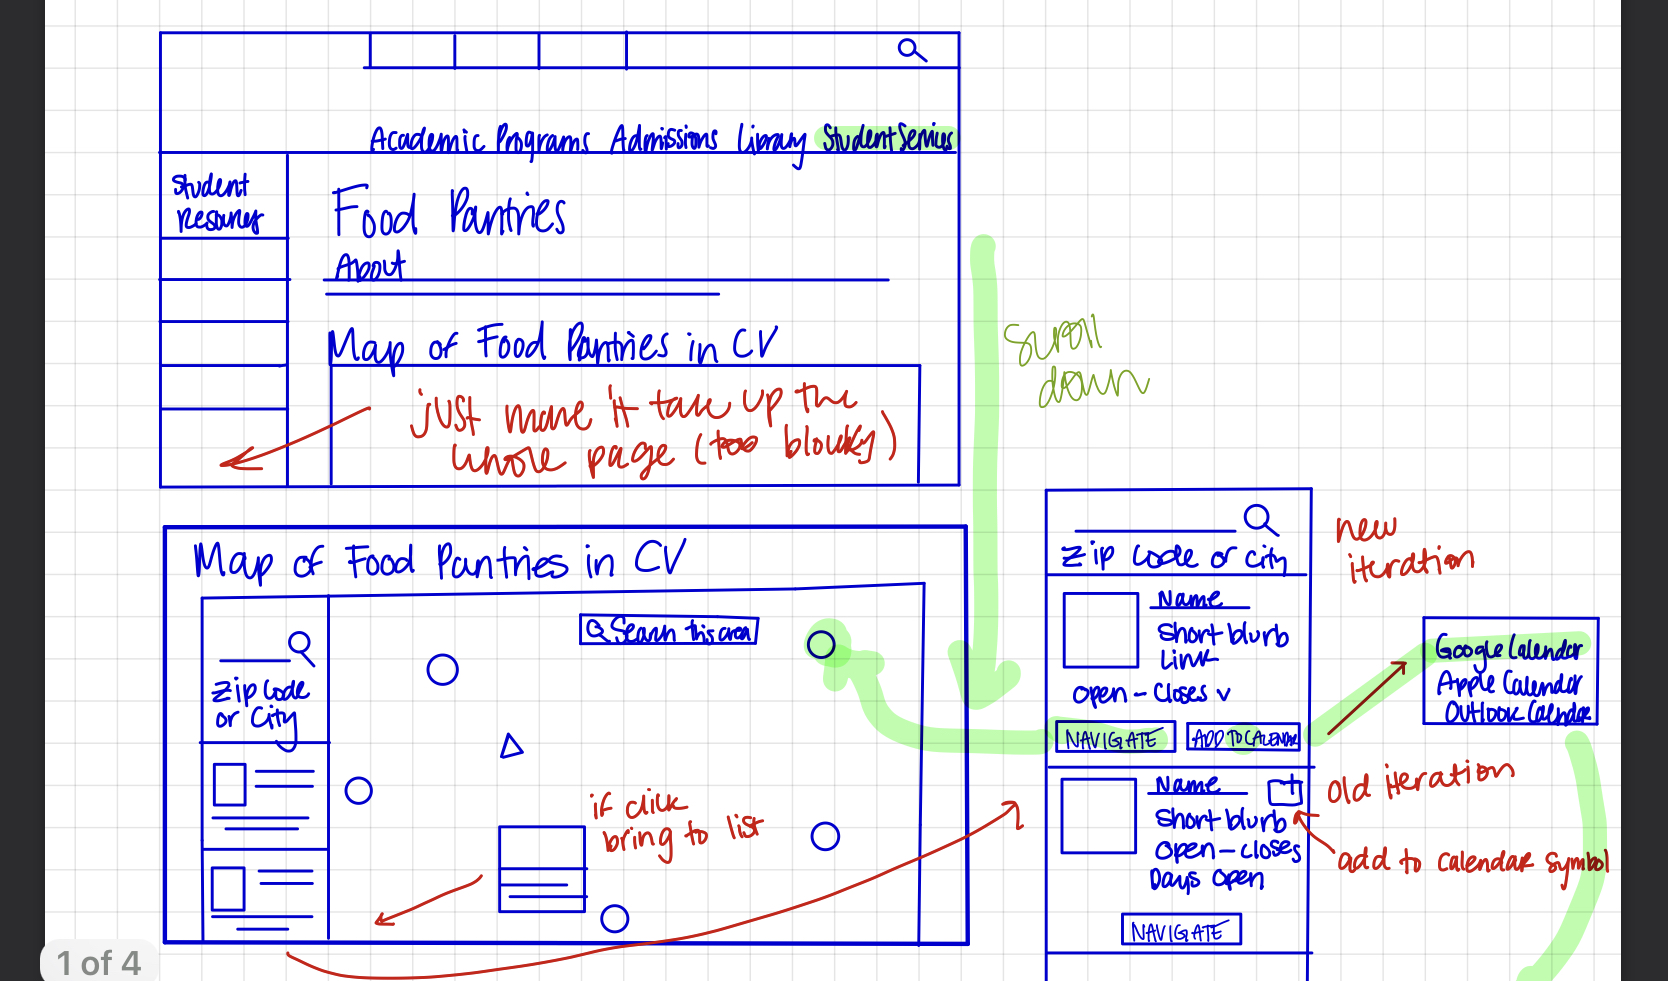 Academic Programs Admissions Library Student Services
Student
Resources
Food Pantries
About
Map of Food Pantries in CV
just make it take up the
whole page (too blocky)
scroll
down
Map of Food Pantries in CV
Search this area
Zip Code
or City
if click
bring to list
Zip Code or City
new
iteration
Name
Short blurb
Link
Open - Closes v
NAVIGATE
ADD TO CALENDAR
Google Calendar
Apple Calendar
Outlook Calendar
Name
Short blurb
Open - closes
Days Open
NAVIGATE
old iteration
add to calendar symbol
1 of 4